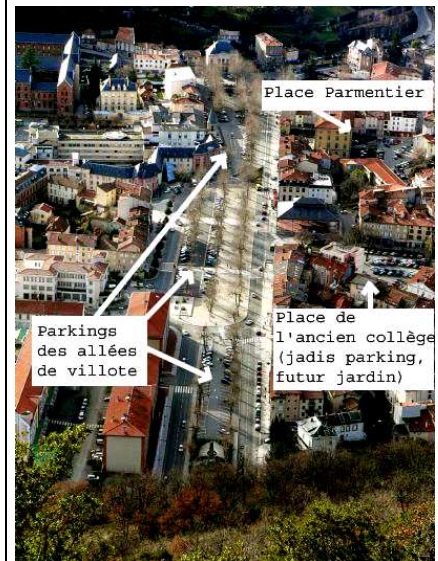 Place Parmentier
Parkings
des allées
de villote
Place de
l'ancien collège
(jadis parking,
futur jardin)